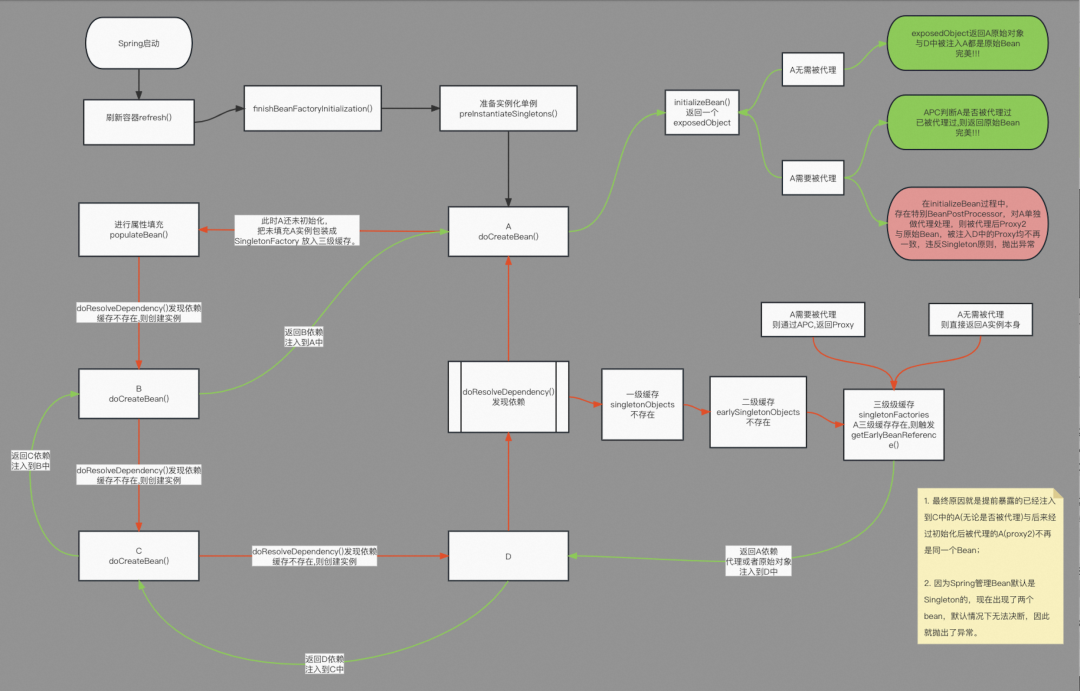 Spring启动
刷新容器refresh()
finishBeanFactoryInitialization()
准备实例化单例
preInstantiateSingletons()
initializeBean()
返回一个
exposedObject
A无需被代理
exposedObject返回A原始对象
与D中被注入A都是原始Bean
完美!!!
APC判断A是否被代理过
已被代理过,则返回原始Bean
完美!!!
A需要被代理
在initializeBean过程中,
存在特别BeanPostProcessor，对A单独
做代理处理，则被代理后Proxy2
与原始Bean，被注入D中的Proxy均不再
一致，违反Singleton原则，抛出异常
进行属性填充
populateBean()
此时A还未初始化，
把未填充A实例包装成
SingletonFactory 放入三级缓存。
A
doCreateBean()
doResolveDependency()发现依赖
缓存不存在,则创建实例
返回B依赖
注入到A中
A需要被代理
则通过APC,返回Proxy
A无需被代理
则直接返回A实例本身
B
doCreateBean()
doResolveDependency()
发现依赖
一级缓存
singletonObjects
不存在
二级缓存
earlySingletonObjects
不存在
三级级缓存
singletonFactories
A三级缓存存在,则触发
getEarlyBeanReferenc
e()
返回C依赖
注入到B中
doResolveDependency()发现依赖
缓存不存在,则创建实例
C
doCreateBean()
doResolveDependency()发现依赖
缓存不存在,则创建实例
D
返回A依赖
代理或者原始对象
注入到D中
返回D依赖
注入到C中
1. 最终原因就是提前暴露的已经注入
到C中的A(无论是否被代理)与后来经
过初始化后被代理的A(proxy2)不再
是同一个Bean；
2. 因为Spring管理Bean默认是
Singleton的，现在出现了两个
bean，默认情况下无法决断，因此
就抛出了异常。